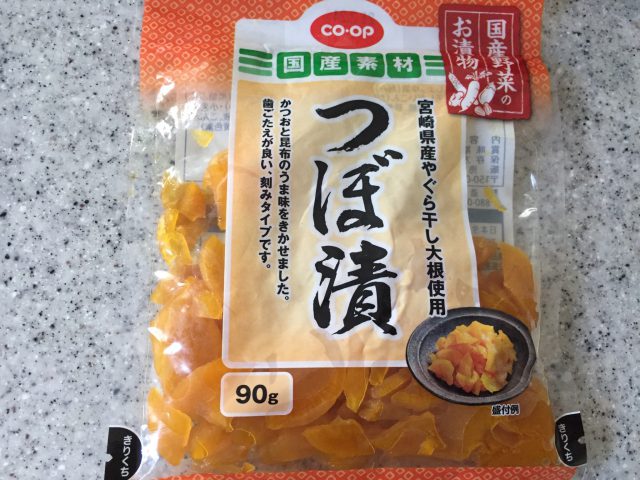 CO·OP
国産素材
国産野菜の
お漬物
宮崎県産やぐら干し大根使用
つぼ漬
かつおと昆布のうま味をきかせました。
歯ごたえが良い、刻みタイプです。
90g
盛付例
きりくち
きりくち